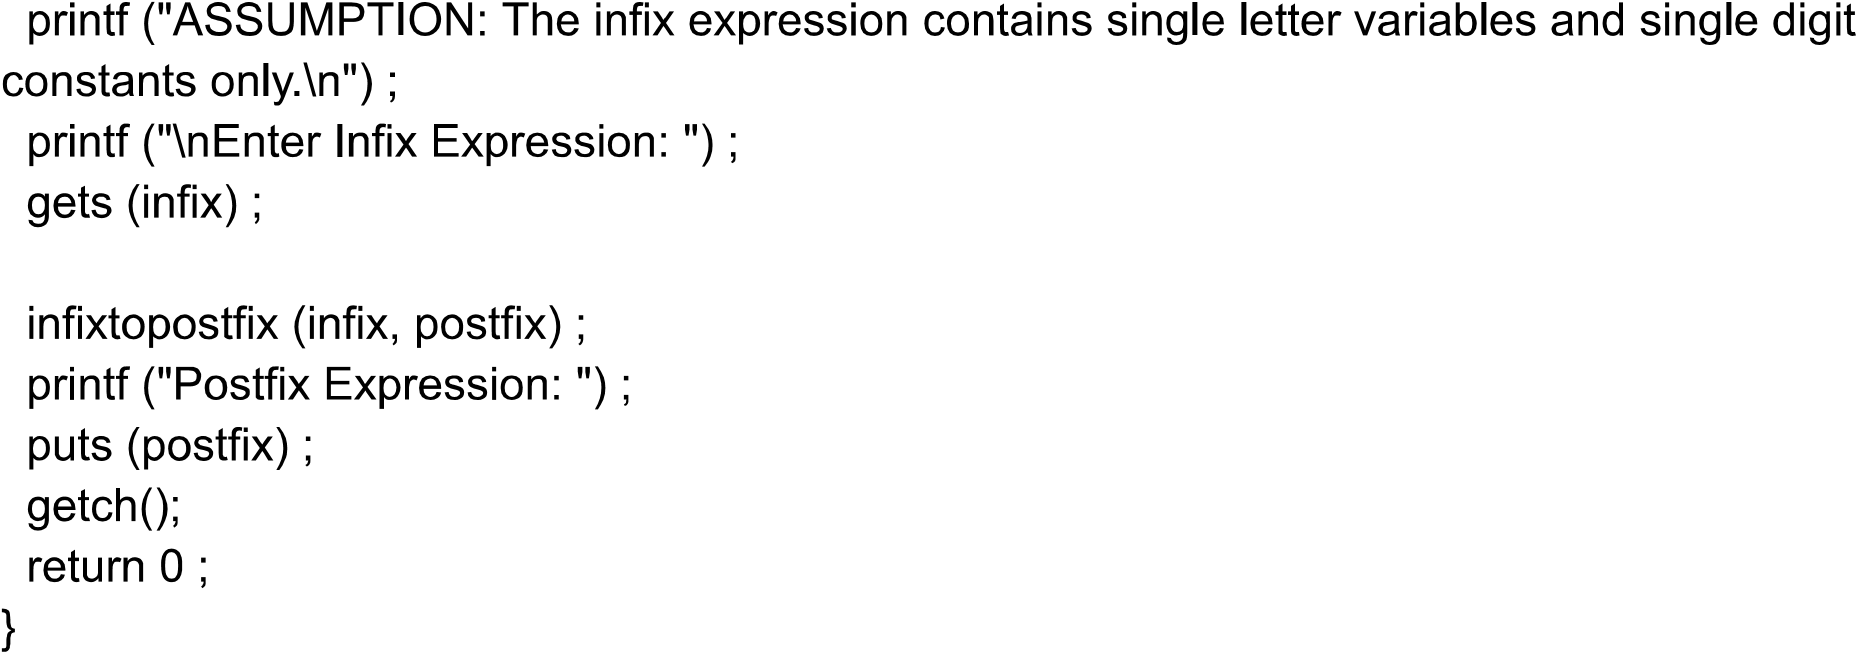 printf ("ASSUMPTION: The infix expression contains single letter variables and single digit
constants only.\n") ;
printf ("\nEnter Infix Expression: ") ;
gets (infix) ;
infixtopostfix (infix, postfix) ;
printf ("Postfix Expression: ") ;
puts (postfix) ;
getch();
return 0 ;
}